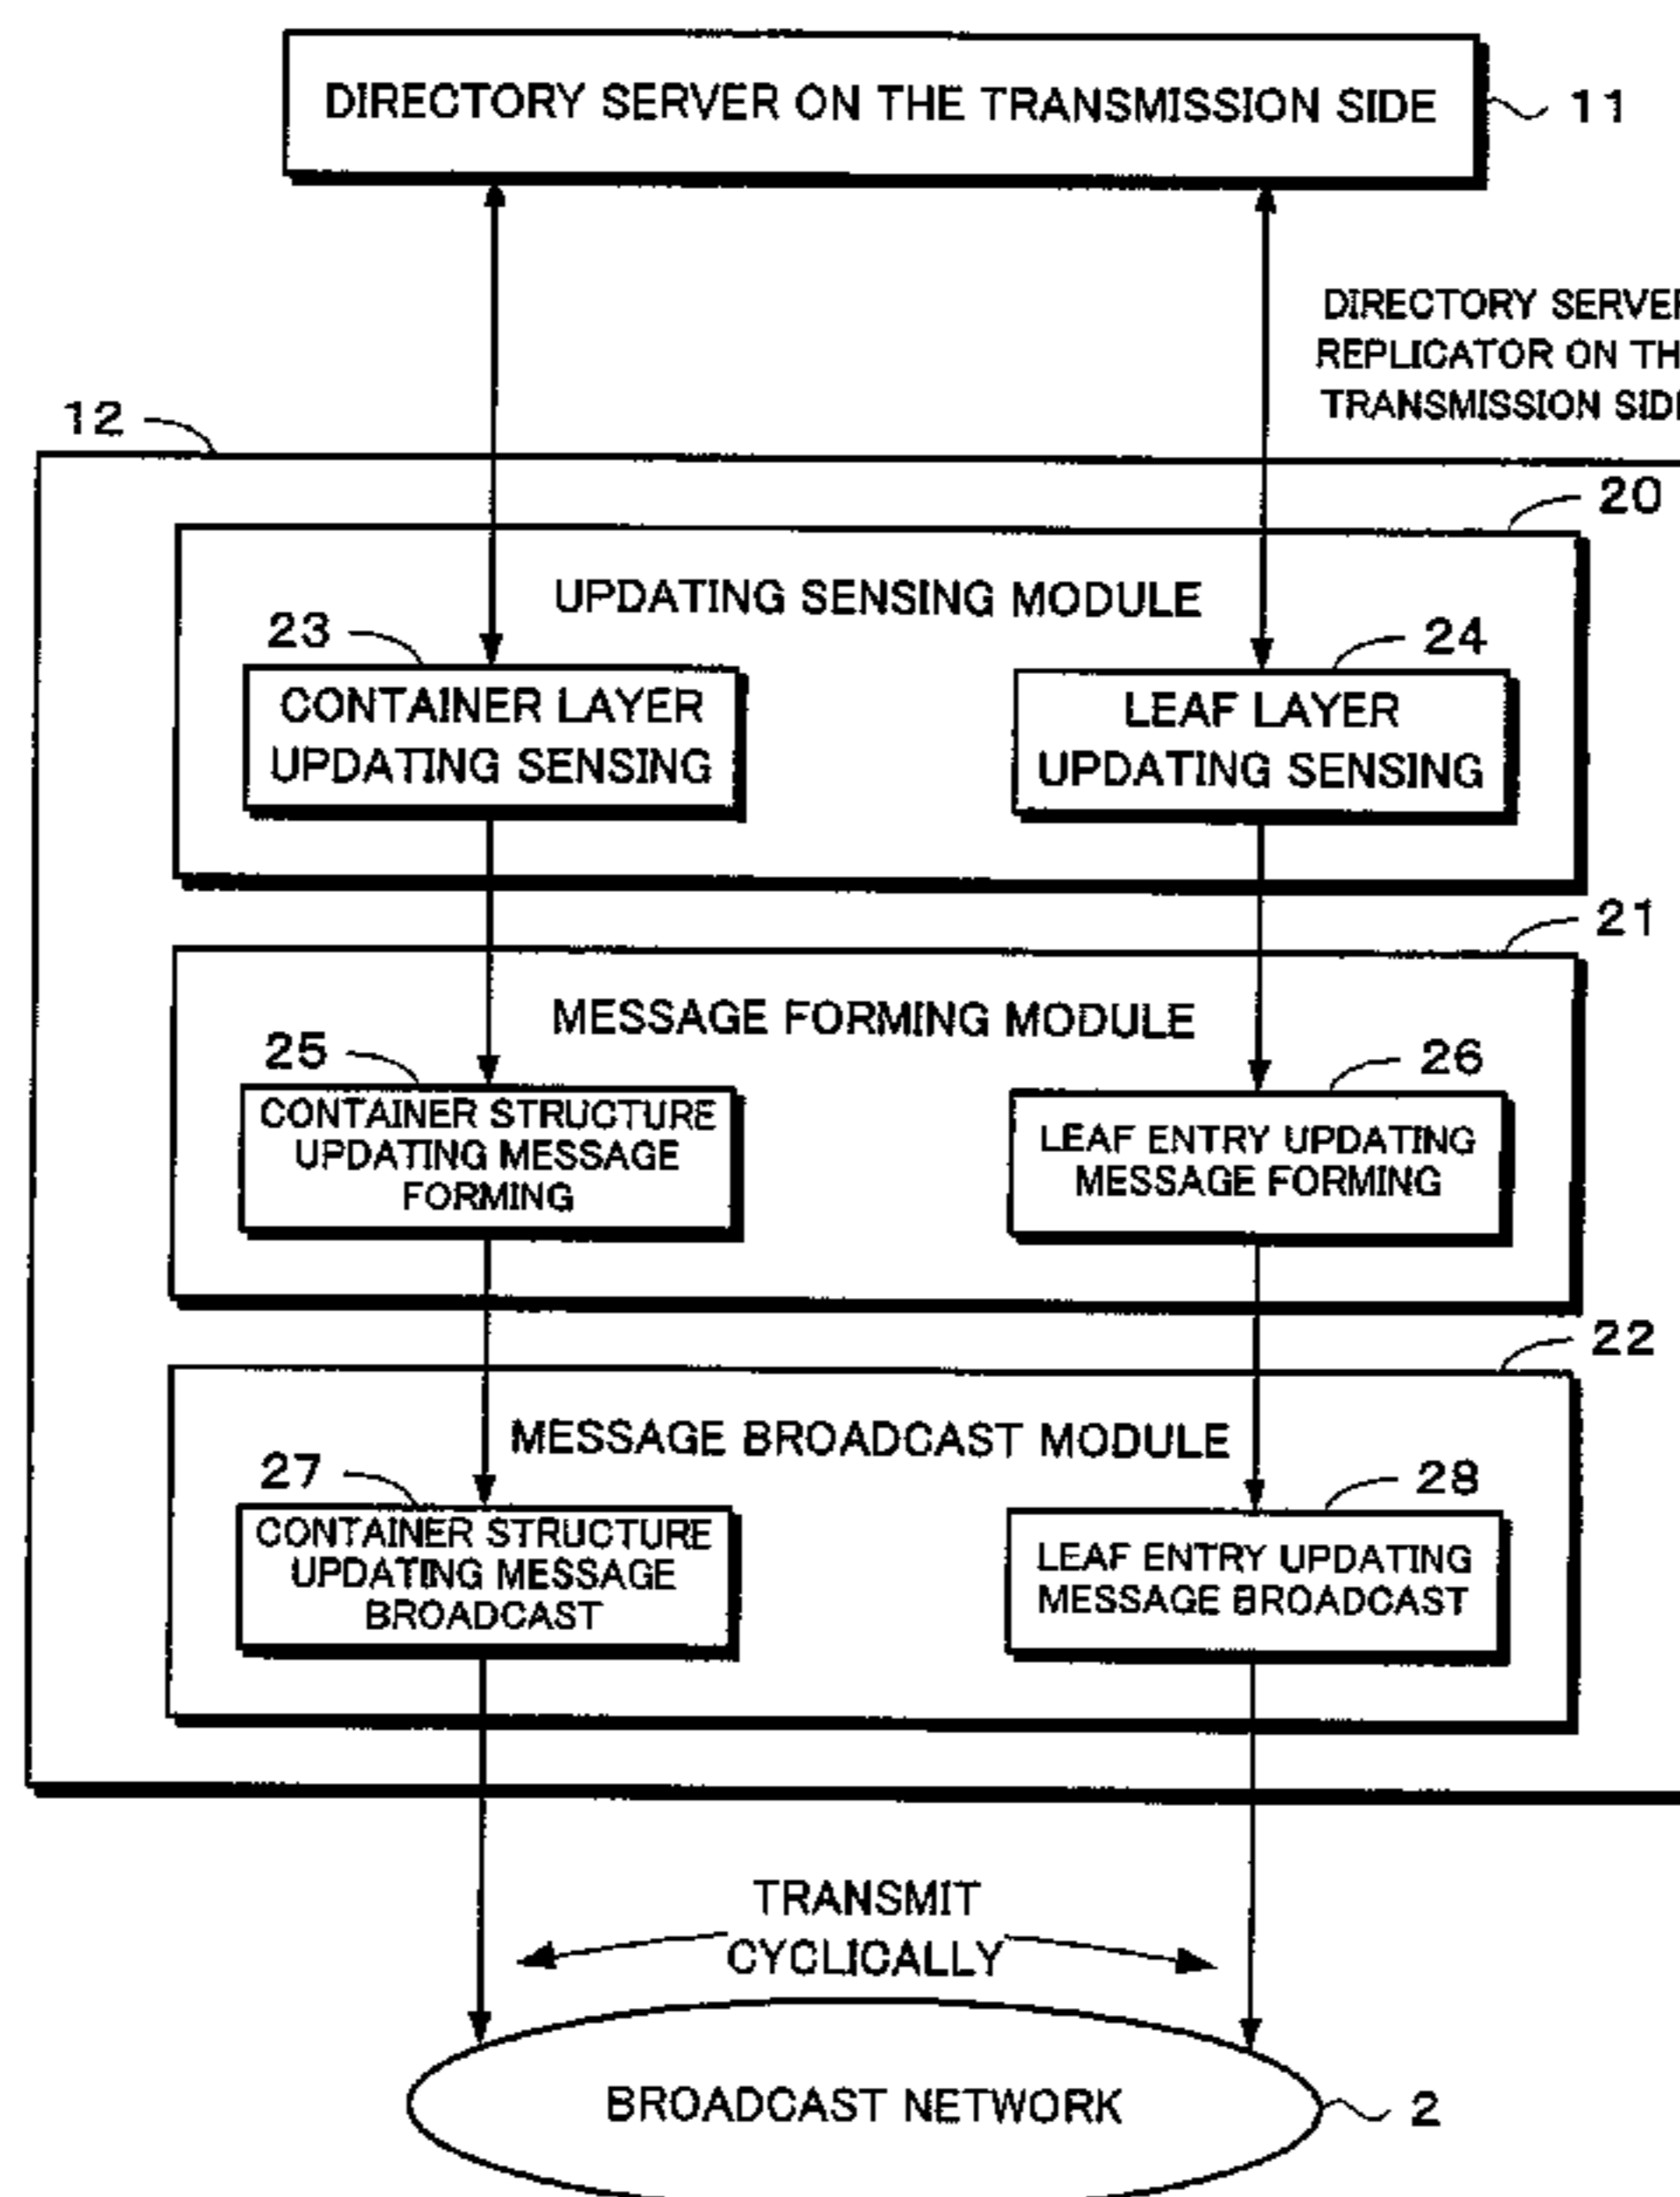 DIRECTORY SERVER ON THE TRANSMISSION SIDE
11
DIRECTORY SERVER
REPLICATOR ON TH
TRANSMISSION SIDE
12
20
UPDATING SENSING MODULE
23
24
CONTAINER LAYER
UPDATING SENSING
LEAF LAYER
UPDATING SENSING
21
MESSAGE FORMING MODULE
25
26
CONTAINER STRUCTURE
UPDATING MESSAGE
FORMING
LEAF ENTRY UPDATING
MESSAGE FORMING
22
MESSAGE BROADCAST MODULE
27
28
CONTAINER STRUCTURE
UPDATING MESSAGE
BROADCAST
LEAF ENTRY UPDATING
MESSAGE BROADCAST
TRANSMIT
CYCLICALLY
BROADCAST NETWORK
2